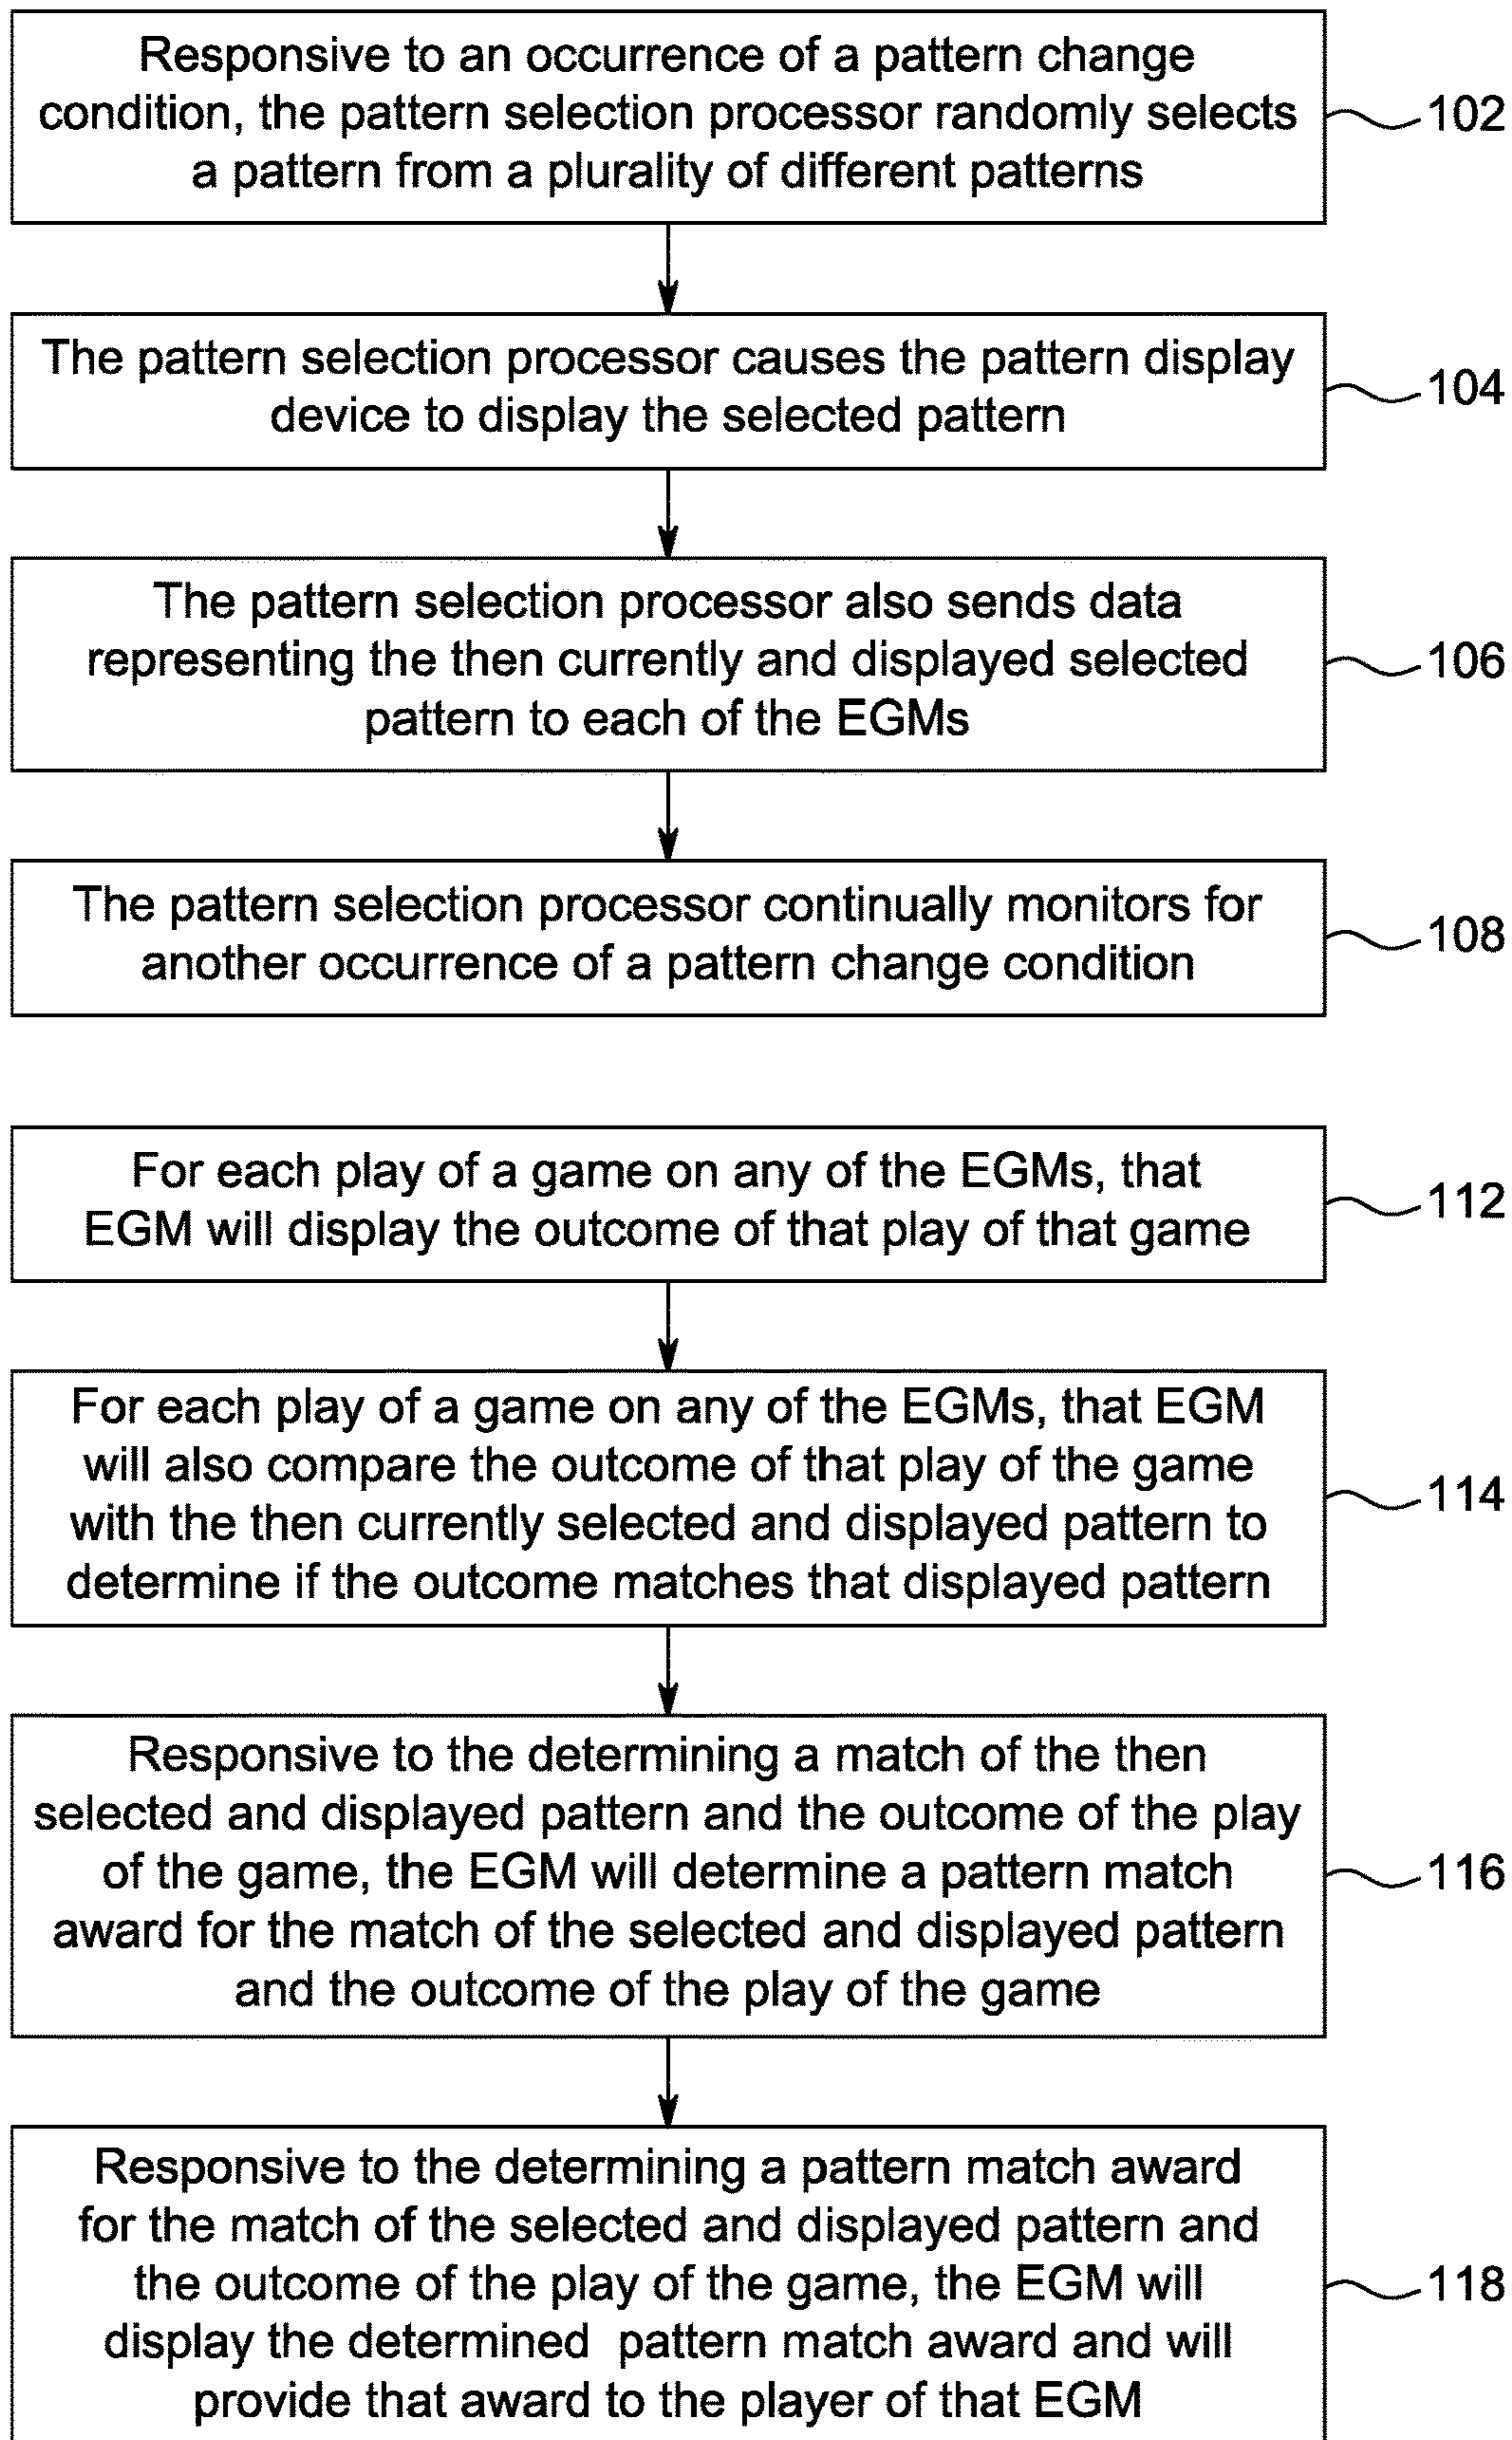 Responsive to an occurrence of a pattern change
condition, the pattern selection processor randomly selects
a pattern from a plurality of different patterns
102
The pattern selection processor causes the pattern display
device to display the selected pattern
104
The pattern selection processor also sends data
representing the then currently and displayed selected
pattern to each of the EGMs
106
The pattern selection processor continually monitors for
another occurrence of a pattern change condition
108
For each play of a game on any of the EGMs, that
EGM will display the outcome of that play of that game
112
For each play of a game on any of the EGMs, that EGM
will also compare the outcome of that play of the game
with the then currently selected and displayed pattern to
determine if the outcome matches that displayed pattern
114
Responsive to the determining a match of the then
selected and displayed pattern and the outcome of the play
of the game, the EGM will determine a pattern match
award for the match of the selected and displayed pattern
and the outcome of the play of the game
116
Responsive to the determining a pattern match award
for the match of the selected and displayed pattern and
the outcome of the play of the game, the EGM will
display the determined pattern match award and will
provide that award to the player of that EGM
118